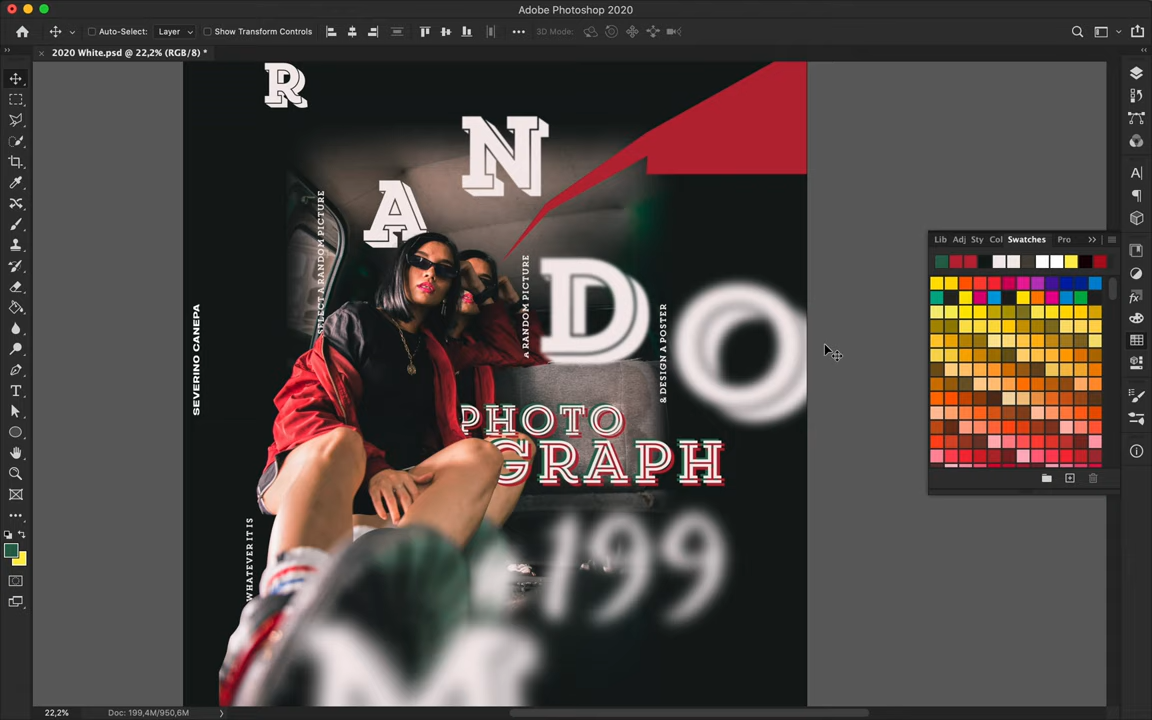 Adobe Photoshop 2020
Auto-Select:
Layer
Show Transform Controls
3D Mode:
2020 White.psd @ 22,2% (RGB/8) *
R
N
A
D
O
M
SELECT A RANDOM PICTURE
A RANDOM PICTURE
& DESIGN A POSTER
SEVERINO CANEPA
PHOTO
GRAPH
199
WHATEVER IT IS
Lib Adj Sty Col Swatches Pro
22,2% Doc: 199,4M/950,6M